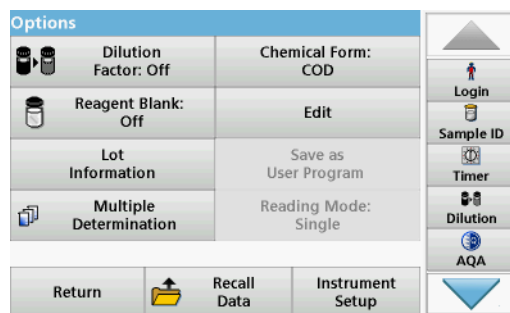 Options
Dilution
Factor: Off
Chemical Form:
COD
Reagent Blank:
Off
Edit
Lot
Information
Save as
User Program
Multiple
Determination
Reading Mode:
Single
Return
Recall
Data
Instrument
Setup
Login
Sample ID
Timer
Dilution
AQA